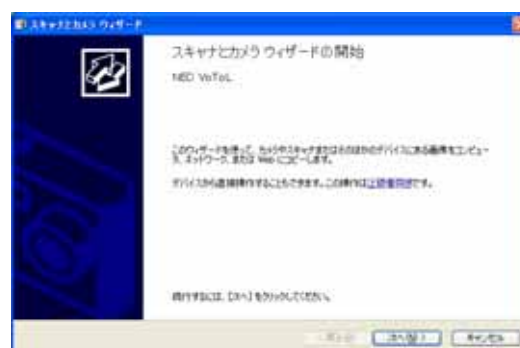 スキャナとカメラ ウィザード
スキャナとカメラ ウィザードの開始
NED VoToL
このウィザードを使って、カメラやスキャナまたはそのほかのデバイスにある画像をコンピュー
タ、ネットワーク、または Web にコピーします。
デバイスから直接操作することもできます。この操作は上級者向きです。
続行するには、[次へ] をクリックしてください。
次へ(N) >
キャンセル